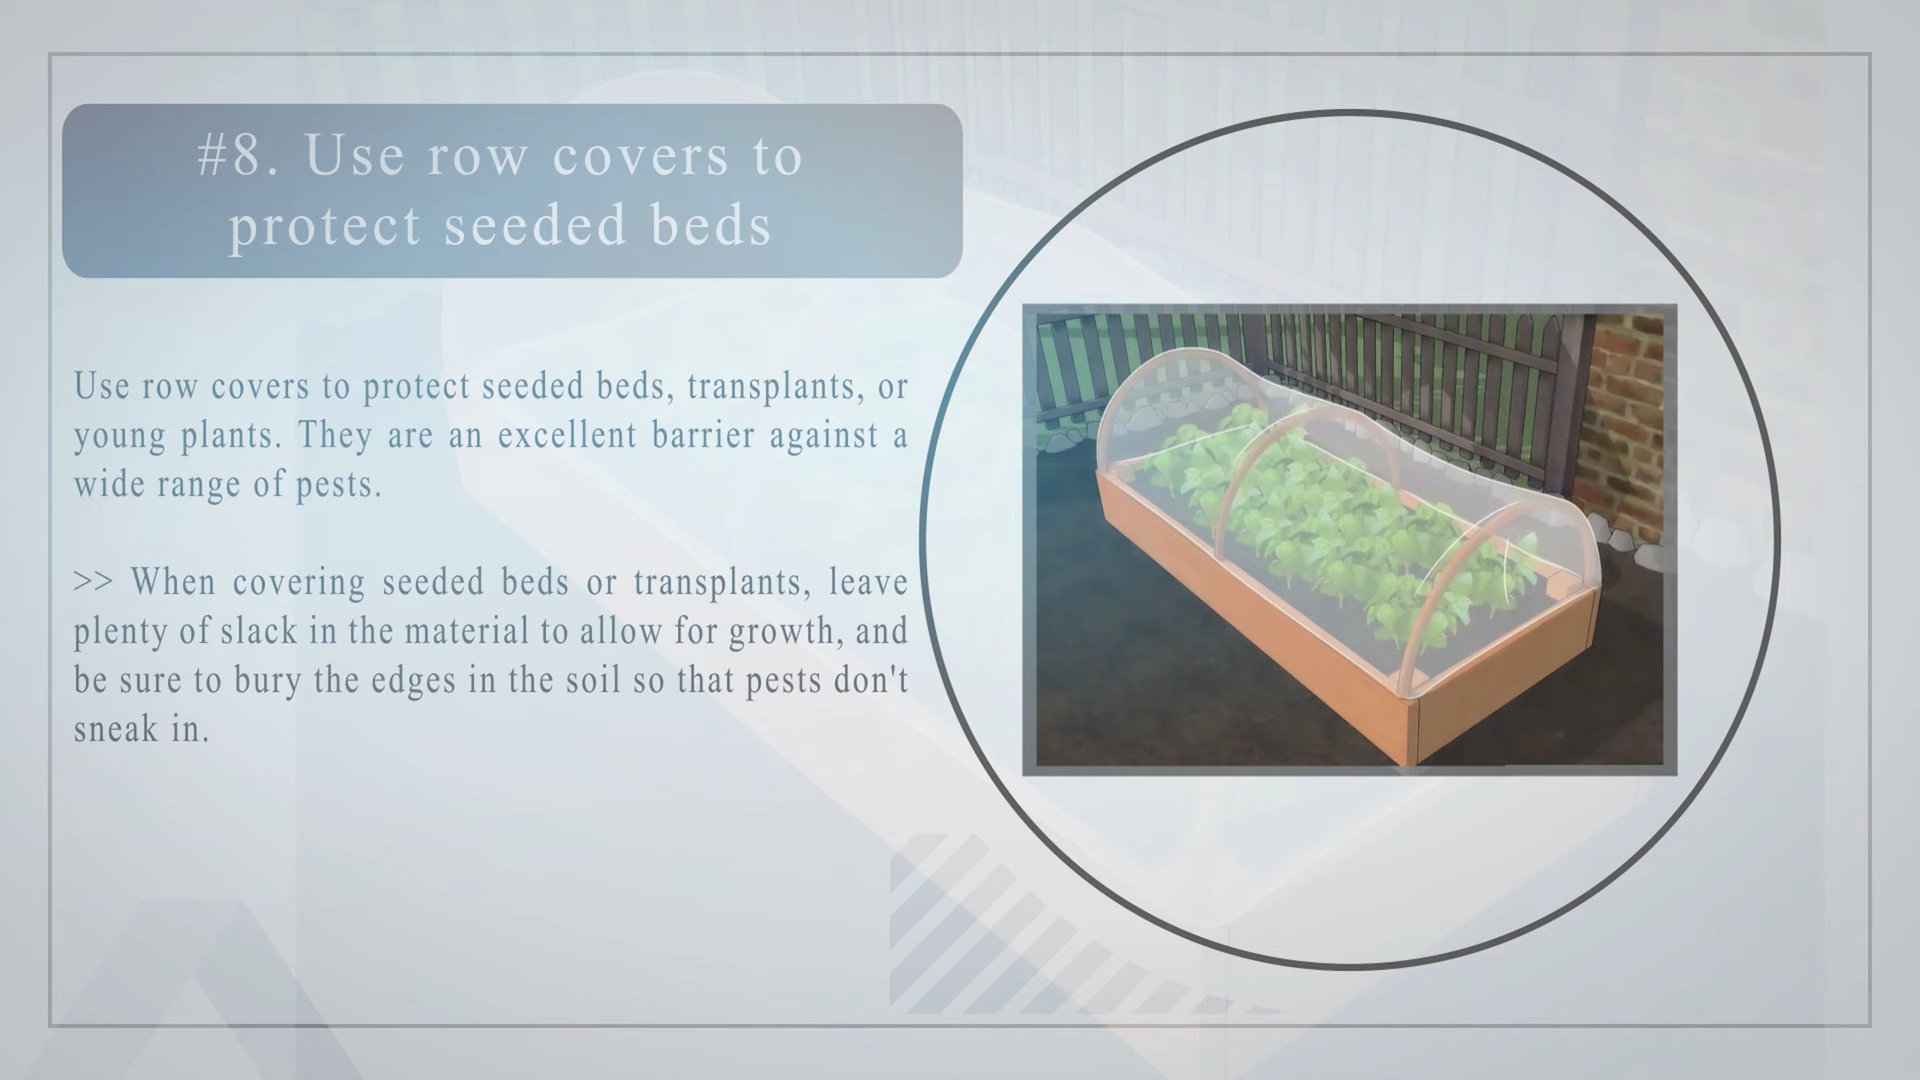 #8. Use row covers to
protect seeded beds
Use row covers to protect seeded beds, transplants, or
young plants. They are an excellent barrier against a
wide range of pests.
>> When covering seeded beds or transplants, leave
plenty of slack in the material to allow for growth, and
be sure to bury the edges in the soil so that pests don't
sneak in.